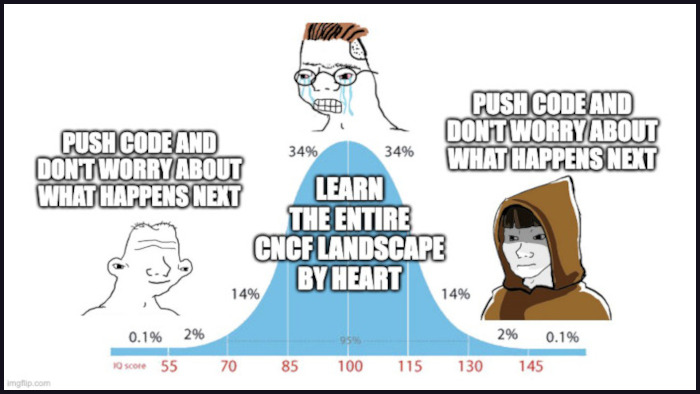 PUSH CODE AND
DON'T WORRY ABOUT
WHAT HAPPENS NEXT
PUSH CODE AND
DON'T WORRY ABOUT
WHAT HAPPENS NEXT
LEARN
THE ENTIRE
CNCF LANDSCAPE
BY HEART
34% 34%
14% 14%
0.1% 2% 95% 2% 0.1%
IQ score 55 70 85 100 115 130 145
imgflip.com